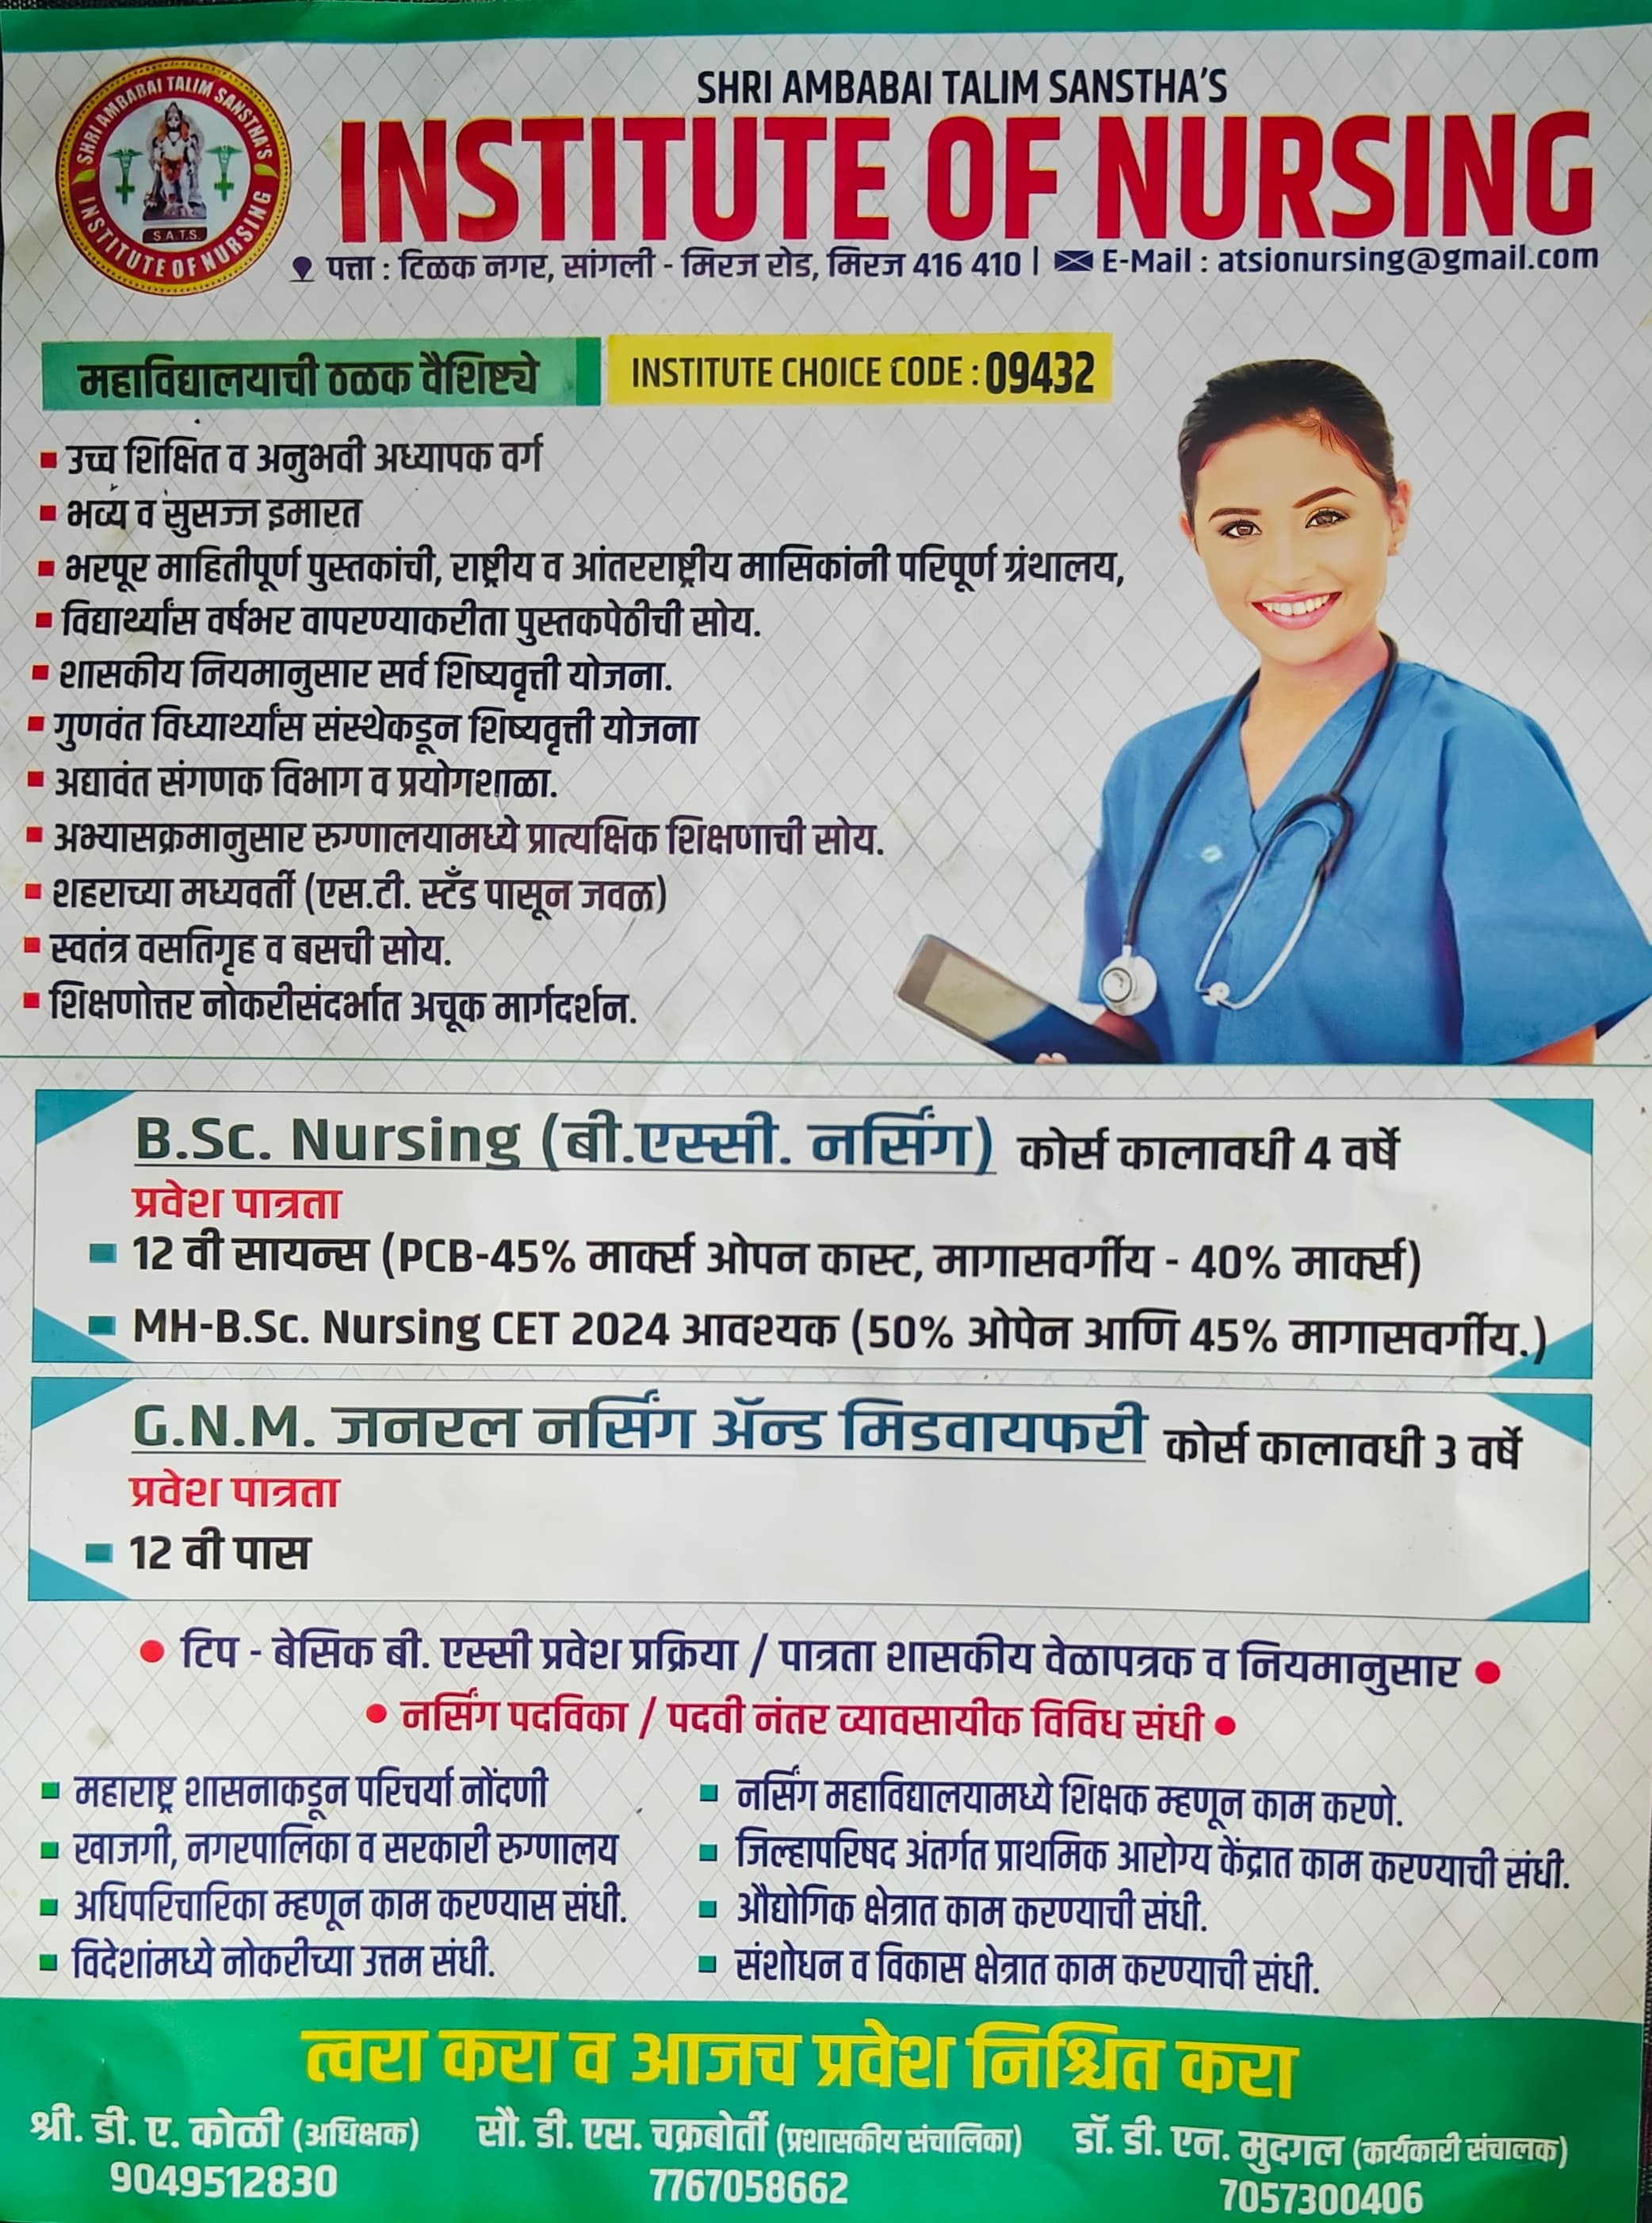 SHRI AMBABAI TALIM SANSTHA'S
INSTITUTE OF NURSING
S.A.T.S.
SHRI AMBABAI TALIM SANSTHA'S
INSTITUTE OF NURSING
पत्ता : टिळक नगर, सांगली - मिरज रोड, मिरज 416 410 | E-Mail : atsionursing@gmail.com
महाविद्यालयाची ठळक वैशिष्ट्ये
INSTITUTE CHOICE CODE : 09432
उच्च शिक्षित व अनुभवी अध्यापक वर्ग
भव्य व सुसज्ज इमारत
भरपूर माहितीपूर्ण पुस्तकांची, राष्ट्रीय व आंतरराष्ट्रीय मासिकांनी परिपूर्ण ग्रंथालय,
विद्यार्थ्यांस वर्षभर वापरण्याकरीता पुस्तकपेठीची सोय.
शासकीय नियमानुसार सर्व शिष्यवृत्ती योजना.
गुणवंत विध्यार्थ्यांस संस्थेकडून शिष्यवृत्ती योजना
अद्यावंत संगणक विभाग व प्रयोगशाळा.
अभ्यासक्रमानुसार रुग्णालयामध्ये प्रात्यक्षिक शिक्षणाची सोय.
शहराच्या मध्यवर्ती (एस.टी. स्टँड पासून जवळ)
स्वतंत्र वसतिगृह व बसची सोय.
शिक्षणोत्तर नोकरीसंदर्भात अचूक मार्गदर्शन.
B.Sc. Nursing (बी.एस्सी. नर्सिंग) कोर्स कालावधी 4 वर्षे
प्रवेश पात्रता
12 वी सायन्स (PCB-45% मार्क्स ओपन कास्ट, मागासवर्गीय - 40% मार्क्स)
MH-B.Sc. Nursing CET 2024 आवश्यक (50% ओपेन आणि 45% मागासवर्गीय.)
G.N.M. जनरल नर्सिंग ॲन्ड मिडवायफरी कोर्स कालावधी 3 वर्षे
प्रवेश पात्रता
12 वी पास
टिप - बेसिक बी. एस्सी प्रवेश प्रक्रिया / पात्रता शासकीय वेळापत्रक व नियमानुसार
नर्सिंग पदविका / पदवी नंतर व्यावसायीक विविध संधी
महाराष्ट्र शासनाकडून परिचर्या नोंदणी
खाजगी, नगरपालिका व सरकारी रुग्णालय
अधिपरिचारिका म्हणून काम करण्यास संधी.
विदेशांमध्ये नोकरीच्या उत्तम संधी.
नर्सिंग महाविद्यालयामध्ये शिक्षक म्हणून काम करणे.
जिल्हापरिषद अंतर्गत प्राथमिक आरोग्य केंद्रात काम करण्याची संधी.
औद्योगिक क्षेत्रात काम करण्याची संधी.
संशोधन व विकास क्षेत्रात काम करण्याची संधी.
त्वरा करा व आजच प्रवेश निश्चित करा
श्री. डी. ए. कोळी (अधिक्षक)
9049512830
सौ. डी. एस. चक्रबोर्ती (प्रशासकीय संचालिका)
7767058662
डॉ. डी. एन. मुदगल (कार्यकारी संचालक)
7057300406